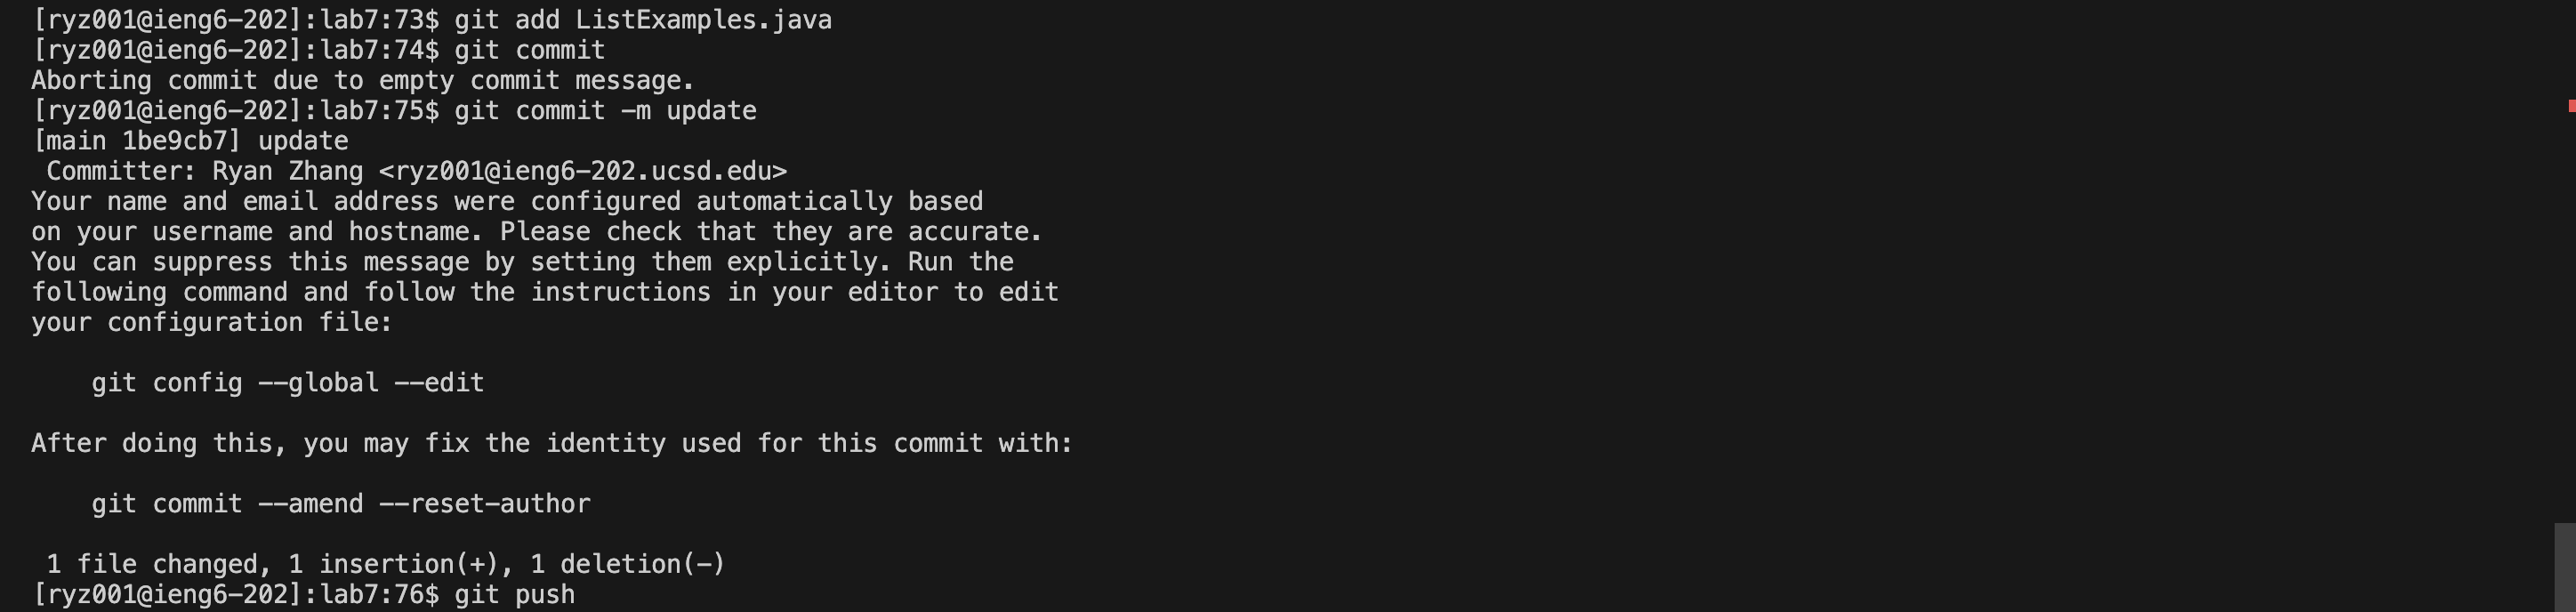 [ryz001@ieng6-202]:lab7:73$ git add ListExamples.java
[ryz001@ieng6-202]:lab7:74$ git commit
Aborting commit due to empty commit message.
[ryz001@ieng6-202]:lab7:75$ git commit -m update
[main 1be9cb7] update
 Committer: Ryan Zhang <ryz001@ieng6-202.ucsd.edu>
Your name and email address were configured automatically based
on your username and hostname. Please check that they are accurate.
You can suppress this message by setting them explicitly. Run the
following command and follow the instructions in your editor to edit
your configuration file:

    git config --global --edit

After doing this, you may fix the identity used for this commit with:

    git commit --amend --reset-author

 1 file changed, 1 insertion(+), 1 deletion(-)
[ryz001@ieng6-202]:lab7:76$ git push